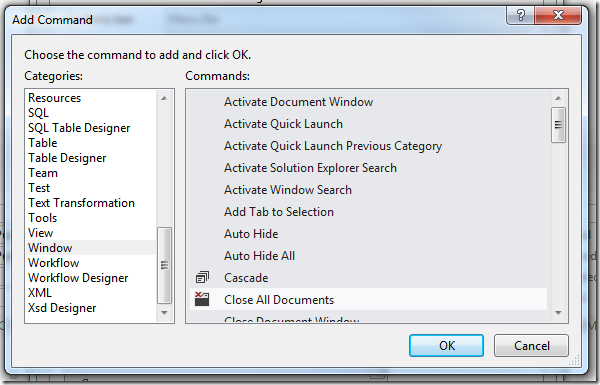 Add Command
Choose the command to add and click OK.
Categories:
Resources
SQL
SQL Table Designer
Table
Table Designer
Team
Test
Text Transformation
Tools
View
Window
Workflow
Workflow Designer
XML
Xsd Designer
Commands:
Activate Document Window
Activate Quick Launch
Activate Quick Launch Previous Category
Activate Solution Explorer Search
Activate Window Search
Add Tab to Selection
Auto Hide
Auto Hide All
Cascade
Close All Documents
Close Document Window
OK
Cancel